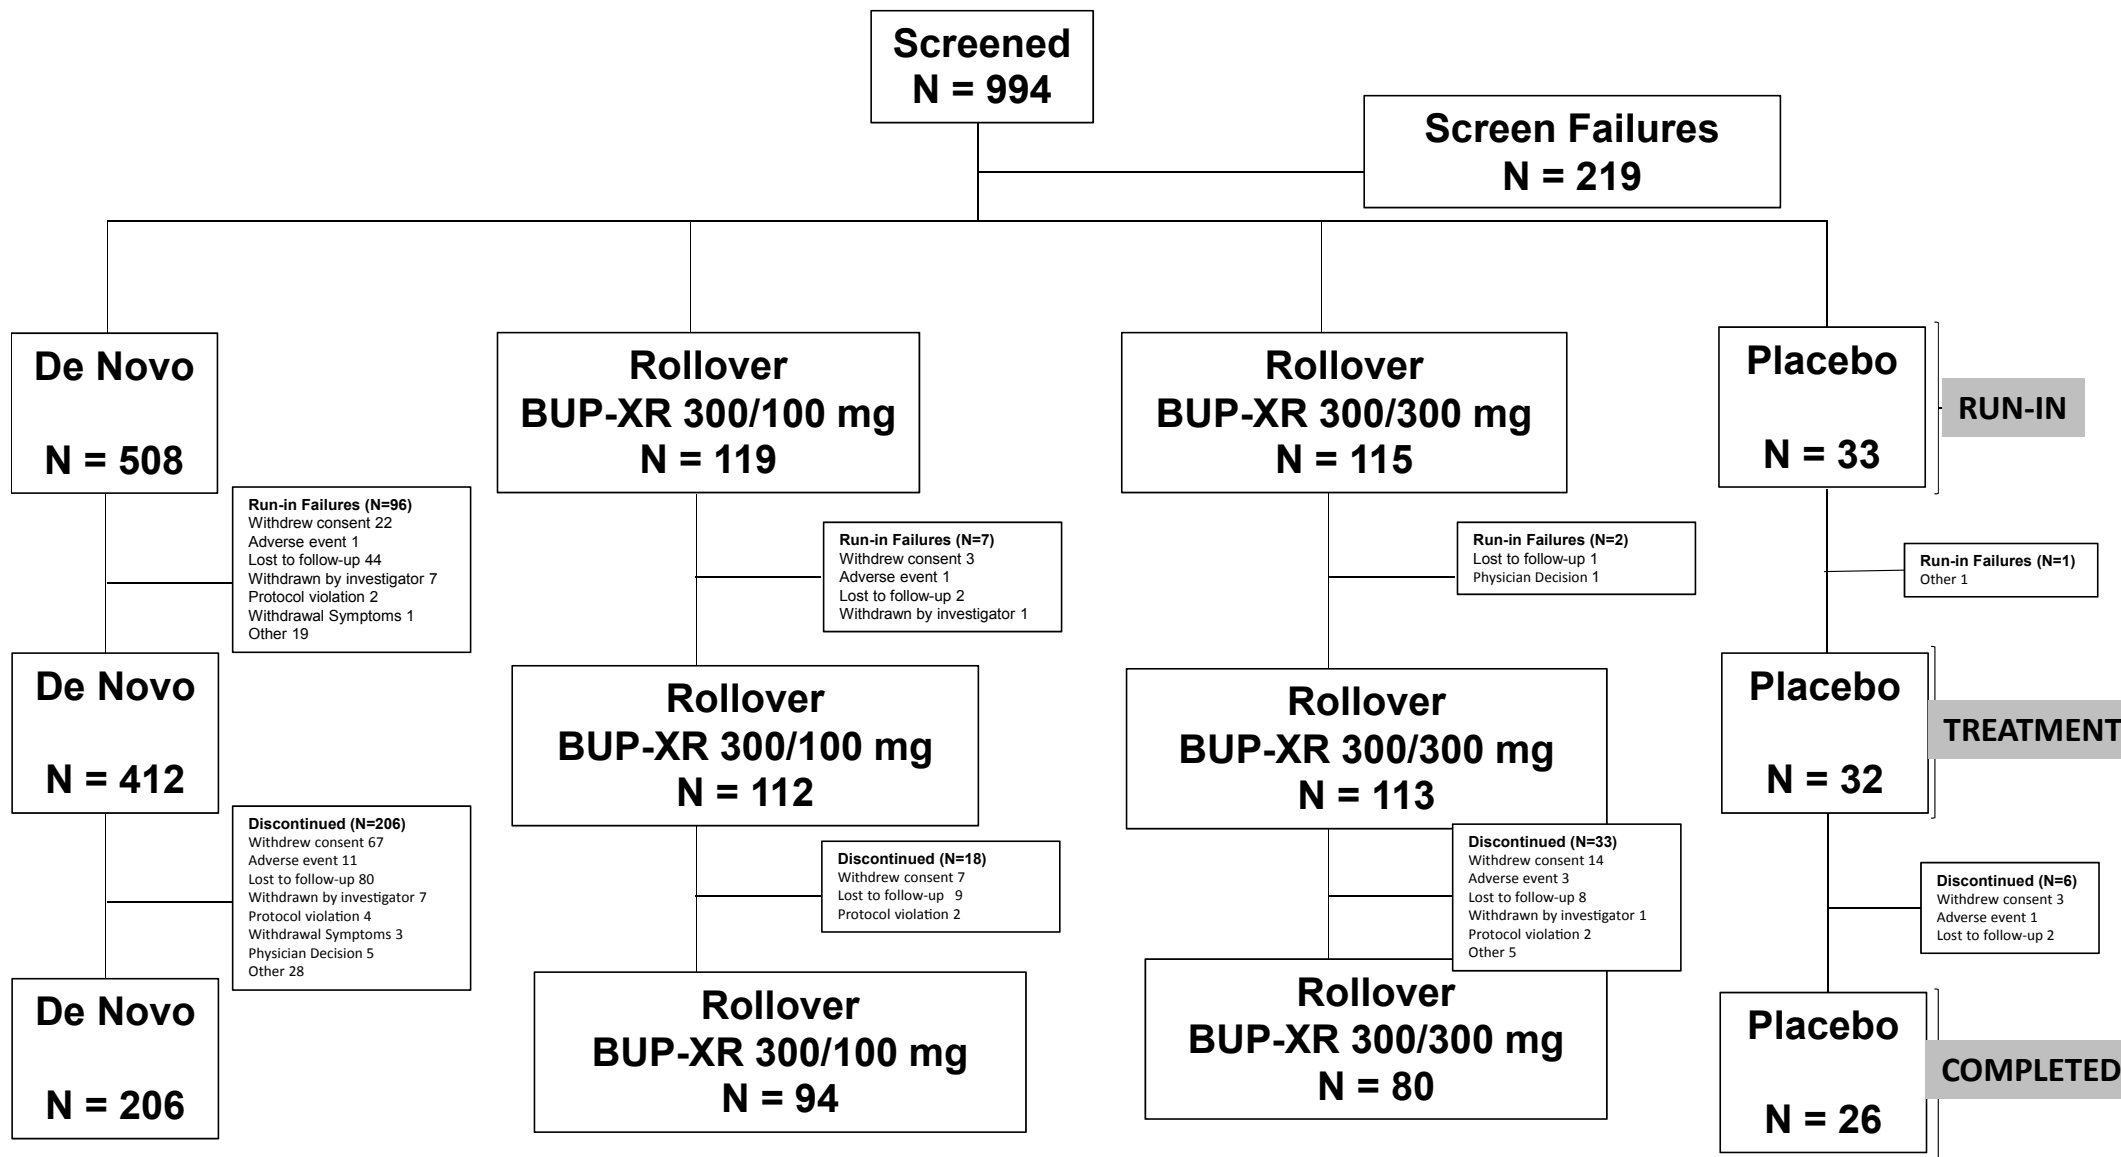 Screened
N = 994
Screen Failures
N = 219
De Novo
N = 508
Rollover
BUP-XR 300/100 mg
N = 119
Rollover
BUP-XR 300/300 mg
N = 115
Placebo
N = 33
RUN-IN
Run-in Failures (N=96)
Withdrew consent 22
Adverse event 1
Lost to follow-up 44
Withdrawn by investigator 7
Protocol violation 2
Withdrawal Symptoms 1
Other 19
Run-in Failures (N=7)
Withdrew consent 3
Adverse event 1
Lost to follow-up 2
Withdrawn by investigator 1
Run-in Failures (N=2)
Lost to follow-up 1
Physician Decision 1
Run-in Failures (N=1)
Other 1
De Novo
N = 412
Rollover
BUP-XR 300/100 mg
N = 112
Rollover
BUP-XR 300/300 mg
N = 113
Placebo
N = 32
TREATMENT
Discontinued (N=206)
Withdrew consent 67
Adverse event 11
Lost to follow-up 80
Withdrawn by investigator 7
Protocol violation 4
Withdrawal Symptoms 3
Physician Decision 5
Other 28
Discontinued (N=18)
Withdrew consent 7
Lost to follow-up 9
Protocol violation 2
Discontinued (N=33)
Withdrew consent 14
Adverse event 3
Lost to follow-up 8
Withdrawn by investigator 1
Protocol violation 2
Other 5
Discontinued (N=6)
Withdrew consent 3
Adverse event 1
Lost to follow-up 2
De Novo
N = 206
Rollover
BUP-XR 300/100 mg
N = 94
Rollover
BUP-XR 300/300 mg
N = 80
Placebo
N = 26
COMPLETED